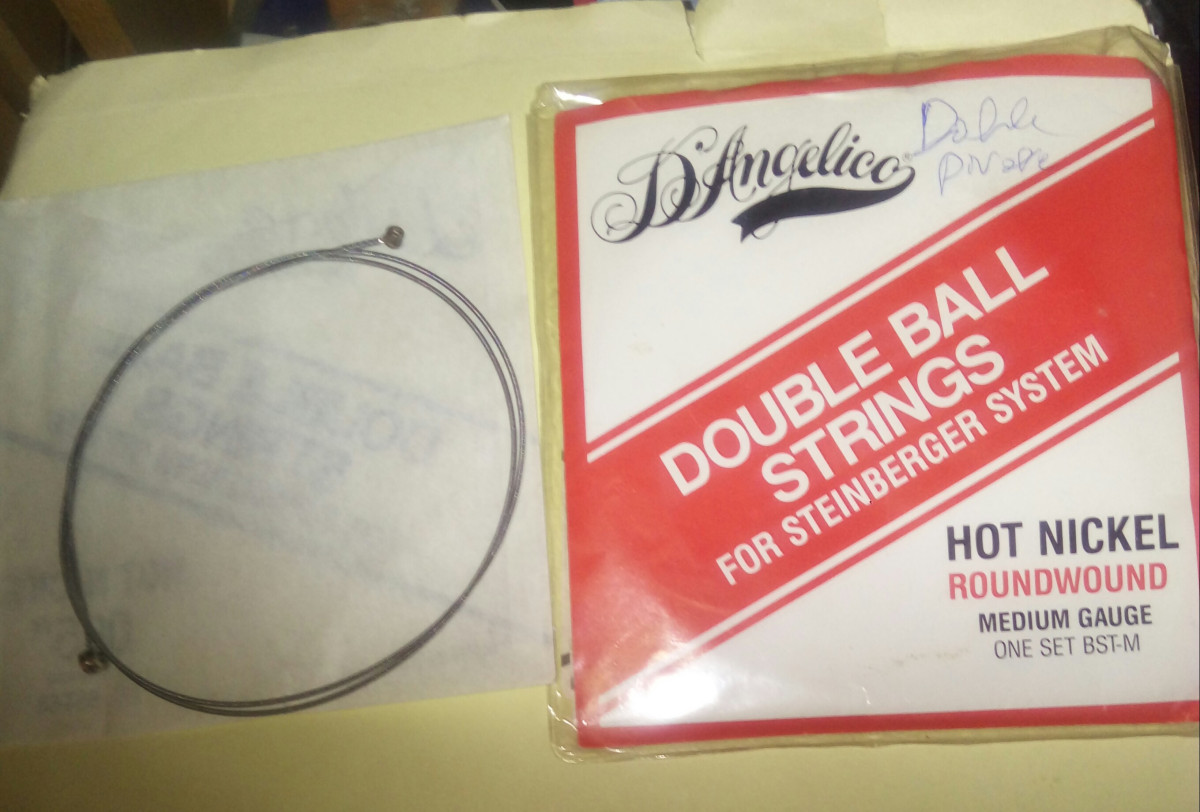 D'Angelico
DOUBLE BALL
STRINGS
FOR STEINBERGER SYSTEM
HOT NICKEL
ROUNDWOUND
MEDIUM GAUGE
ONE SET BST-M